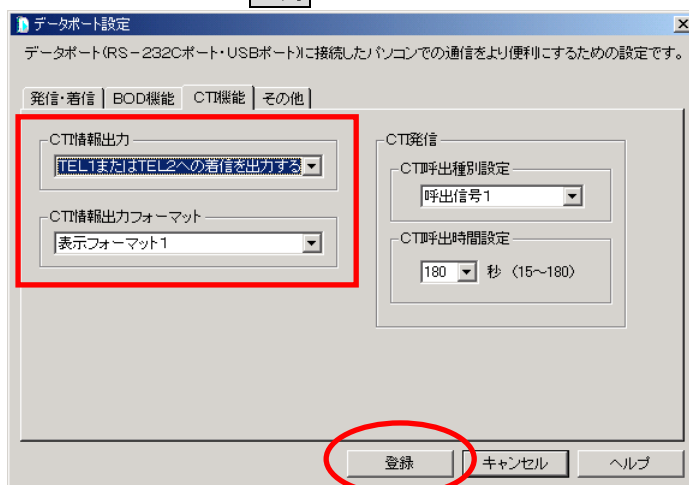 データポート設定
データポート(RS-232Cポート・USBポート)に接続したパソコンでの通信をより便利にするための設定です。
発信・着信 BOD機能 CTI機能 その他
CTI情報出力
TEL1またはTEL2への着信を出力する
CTI情報出力フォーマット
表示フォーマット1
CTI発信
CTI呼出種別設定
呼出信号1
CTI呼出時間設定
180 秒 (15~180)
登録 キャンセル ヘルプ